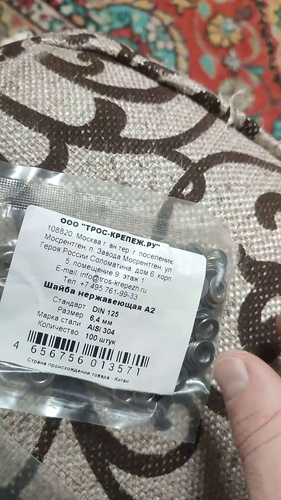 ООО "ТРОС-КРЕПЕЖ.РУ"
108820, Москва г, вн.тер. г. поселение
Мосрентген, п. Завода Мосрентген, ул
Героя России Соломатина, дом 6, корп.
5, помещение 9, этаж 1
E-mail: info@tros-krepezh.ru
Тел.: +7 495 761-99-33
Шайба нержавеющая А2
Стандарт: DIN 125
Размер: 6,4 мм
Марка стали: AISI 304
Количество: 100 штук
4 656756 013571
Страна происхождения товара - Китай